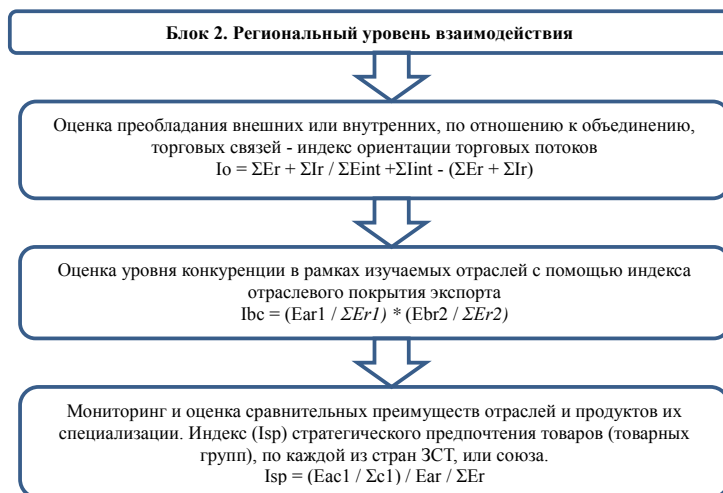 Блок 2. Региональный уровень взаимодействия
Оценка преобладания внешних или внутренних, по отношению к объединению,
торговых связей - индекс ориентации торговых потоков
Io = ΣEr + ΣIr / ΣEint +ΣIint - (ΣEr + ΣIr)
Оценка уровня конкуренции в рамках изучаемых отраслей с помощью индекса
отраслевого покрытия экспорта
Ibc = (Ear1 / ΣEr1) * (Ebr2 / ΣEr2)
Мониторинг и оценка сравнительных преимуществ отраслей и продуктов их
специализации. Индекс (Isp) стратегического предпочтения товаров (товарных
групп), по каждой из стран ЗСТ, или союза.
Isp = (Eac1 / Σc1) / Ear / ΣEr